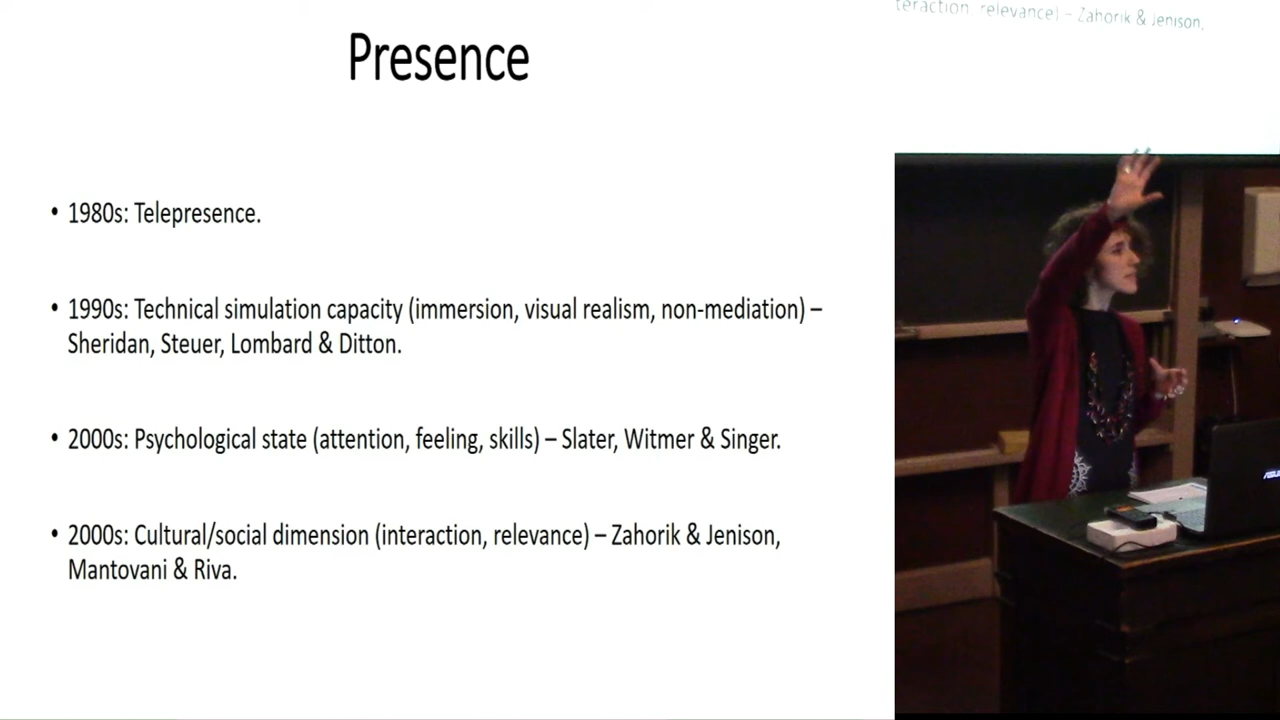 Presence
• 1980s: Telepresence.
• 1990s: Technical simulation capacity (immersion, visual realism, non-mediation) –
Sheridan, Steuer, Lombard & Ditton.
• 2000s: Psychological state (attention, feeling, skills) – Slater, Witmer & Singer.
• 2000s: Cultural/social dimension (interaction, relevance) – Zahorik & Jenison,
Mantovani & Riva.
teraction, relevance) – Zahorik & Jenison,
ASUS